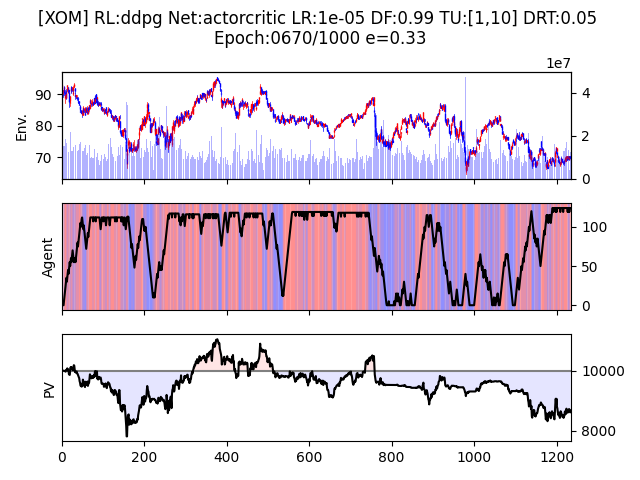 [XOM] RL:ddpg Net:actorcritic LR:1e-05 DF:0.99 TU:[1,10] DRT:0.05
Epoch:0670/1000 e=0.33
1e7
Env.
90
80
70
4
2
0
Agent
100
50
0
PV
10000
8000
0 200 400 600 800 1000 1200